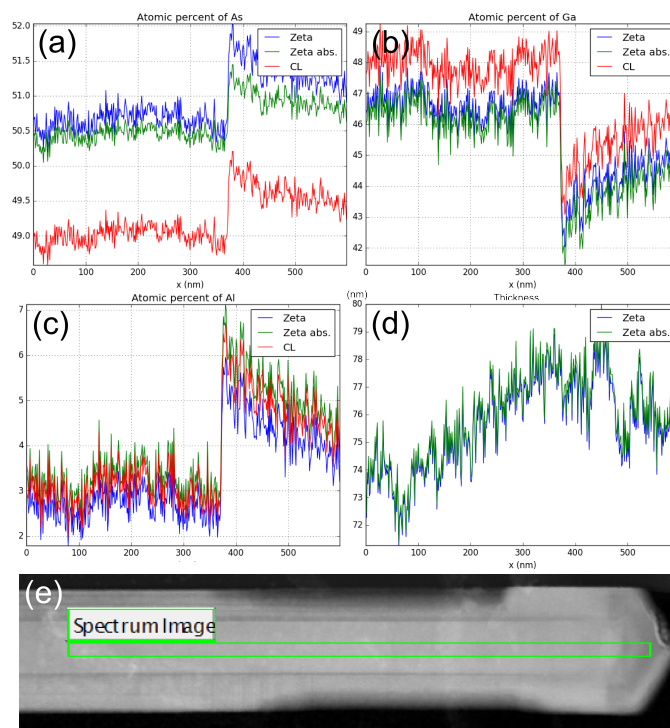 Atomic percent of As
(a)
Zeta
Zeta abs.
CL
52.0
51.5
51.0
50.5
50.0
49.5
49.0
0 100 200 300 400 500
x (nm)
Atomic percent of Ga
(b)
Zeta
Zeta abs.
CL
49
48
47
46
45
44
43
42
0 100 200 300 400 500
x (nm)
Atomic percent of Al
(c)
Zeta
Zeta abs.
CL
7
6
5
4
3
2
0 100 200 300 400 500
(nm)
Thickness
(d)
Zeta
Zeta abs.
80
79
78
77
76
75
74
73
72
0 100 200 300 400 500
x (nm)
(e)
Spectrum Image